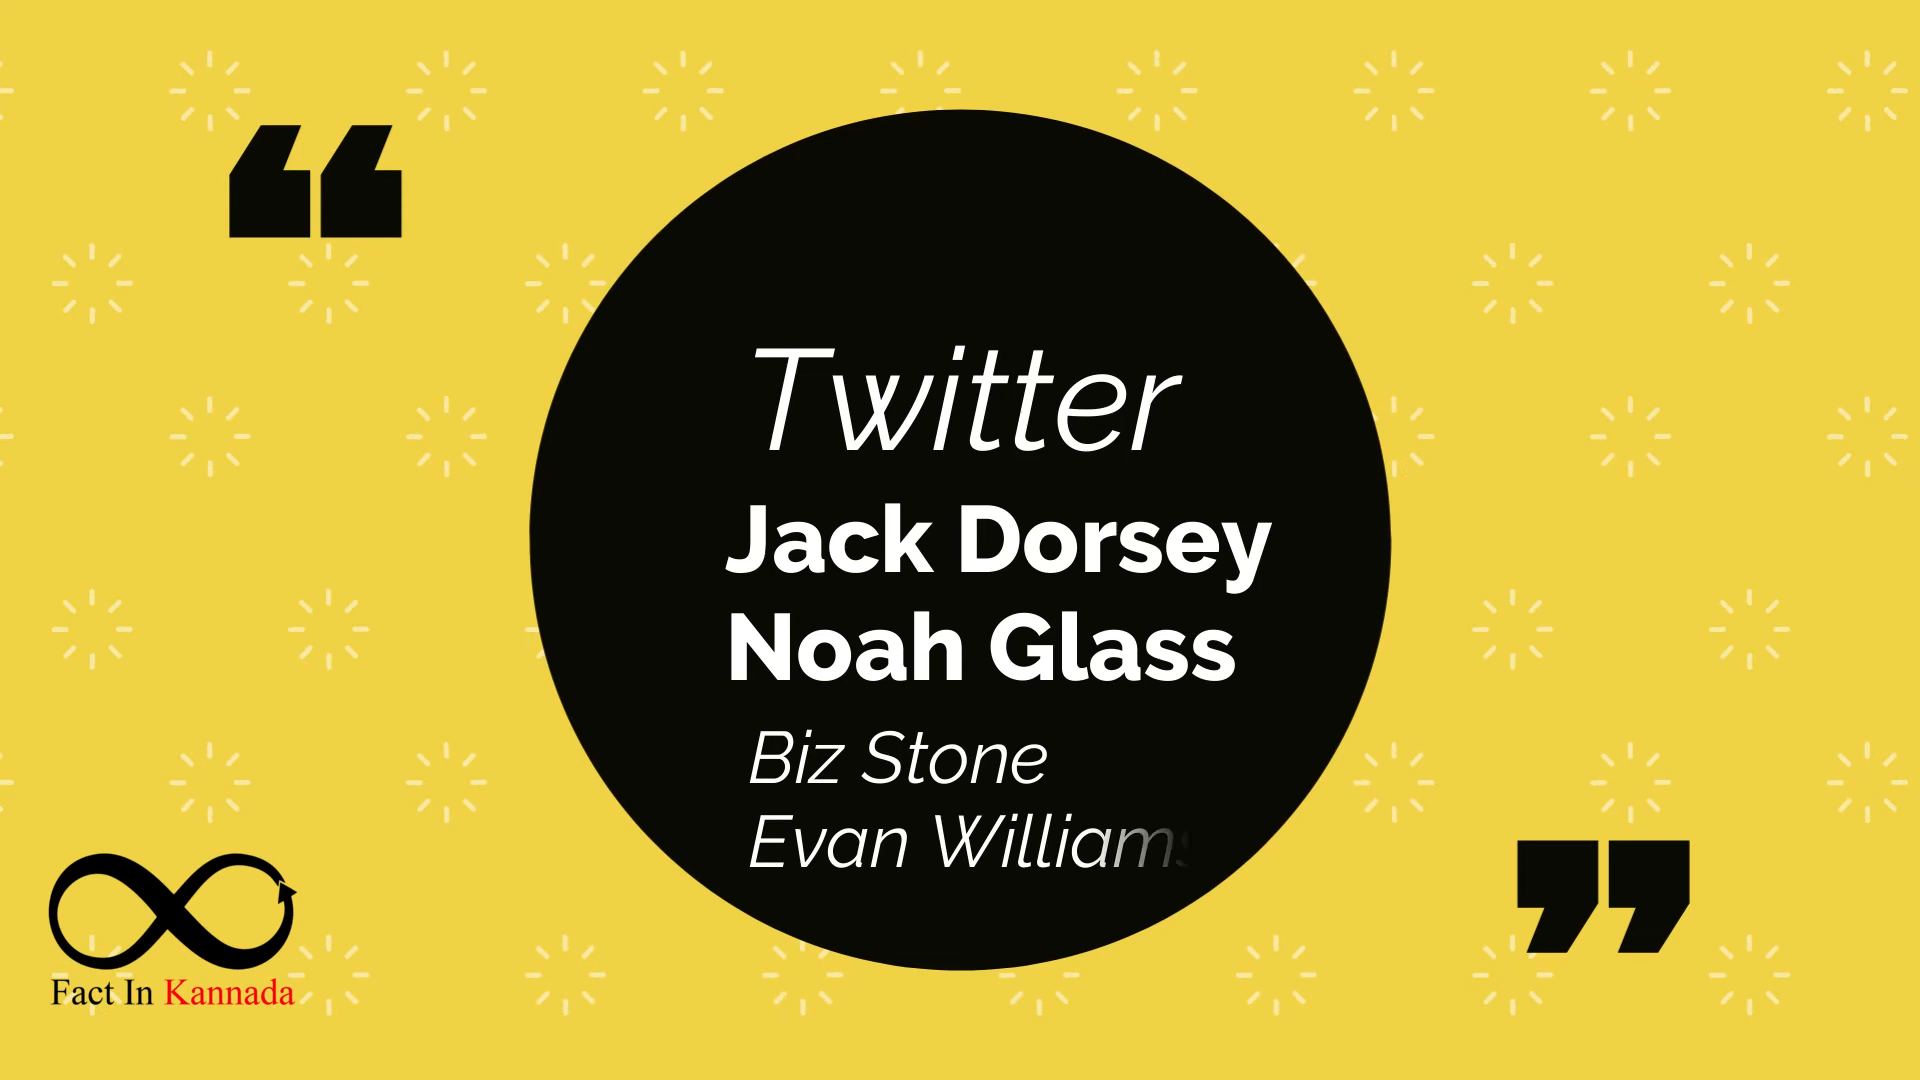 Twitter
Jack Dorsey
Noah Glass
Biz Stone
Evan Williams
Fact In Kannada